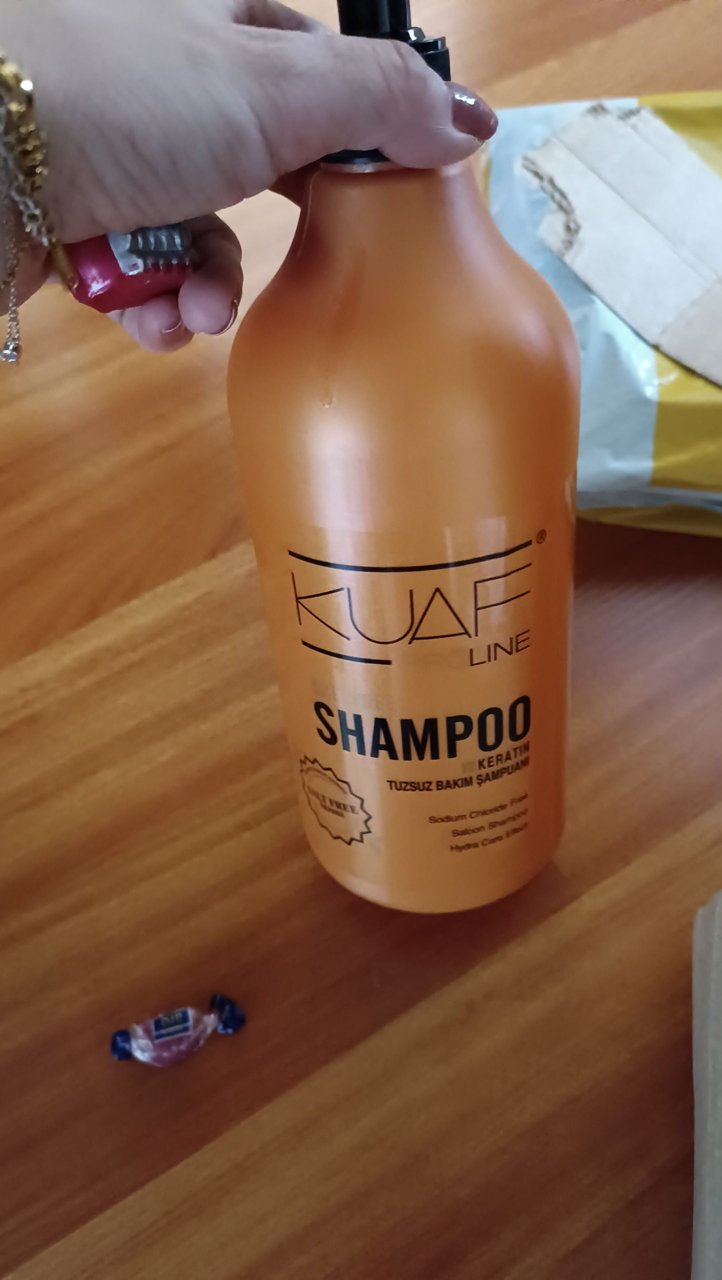 KUAF®
LINE
SHAMPOO
KERATIN
TUZSUZ BAKIM ŞAMPUANI
SALT FREE
Sodium Chloride Free
Saloon Shampoo
Hydra Care Effect